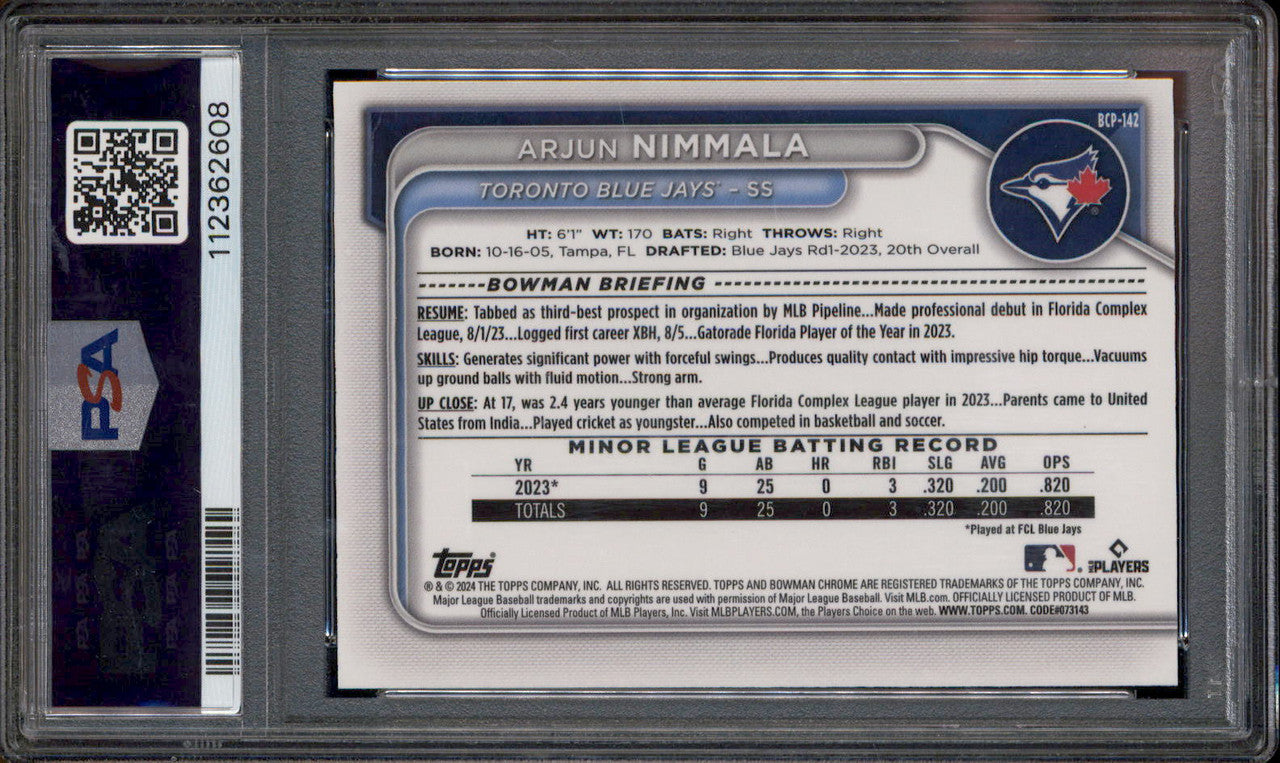 112362608
PSA
BCP-142
ARJUN NIMMALA
TORONTO BLUE JAYS - SS
HT: 6'1" WT: 170 BATS: Right THROWS: Right
BORN: 10-16-05, Tampa, FL DRAFTED: Blue Jays Rd1-2023, 20th Overall
-------BOWMAN BRIEFING
RESUME: Tabbed as third-best prospect in organization by MLB Pipeline...Made professional debut in Florida Complex
League, 8/1/23...Logged first career XBH, 8/5...Gatorade Florida Player of the Year in 2023.
SKILLS: Generates significant power with forceful swings...Produces quality contact with impressive hip torque...Vacuums
up ground balls with fluid motion...Strong arm.
UP CLOSE: At 17, was 2.4 years younger than average Florida Complex League player in 2023...Parents came to United
States from India...Played cricket as youngster...Also competed in basketball and soccer.
MINOR LEAGUE BATTING RECORD
YR G AB HR RBI SLG AVG OPS
2023* 9 25 0 3 .320 .200 .820
TOTALS 9 25 0 3 .320 .200 .820
*Played at FCL Blue Jays
Topps
MLB PLAYERS
® & © 2024 THE TOPPS COMPANY, INC. ALL RIGHTS RESERVED. TOPPS AND BOWMAN CHROME ARE REGISTERED TRADEMARKS OF THE TOPPS COMPANY, INC.
Major League Baseball trademarks and copyrights are used with permission of Major League Baseball. Visit MLB.com. OFFICIALLY LICENSED PRODUCT OF MLB.
Officially Licensed Product of MLB Players, Inc. Visit MLBPLAYERS.COM, the Players Choice on the web. WWW.TOPPS.COM. CODE#073143